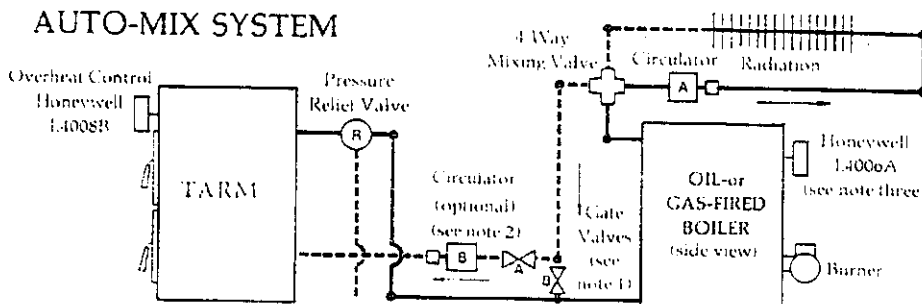 AUTO-MIX SYSTEM
4 Way
Mixing Valve
Circulator
Radiation
A
Overheat Control
Honeywell
L4008B
Pressure
Relief Valve
R
TARM
Circulator
(optional)
(see note 2)
B
A
B
Gate
Valves
(see
note 1)
OIL-or
GAS-FIRED
BOILER
(side view)
Honeywell
L4006A
(see note three
Burner